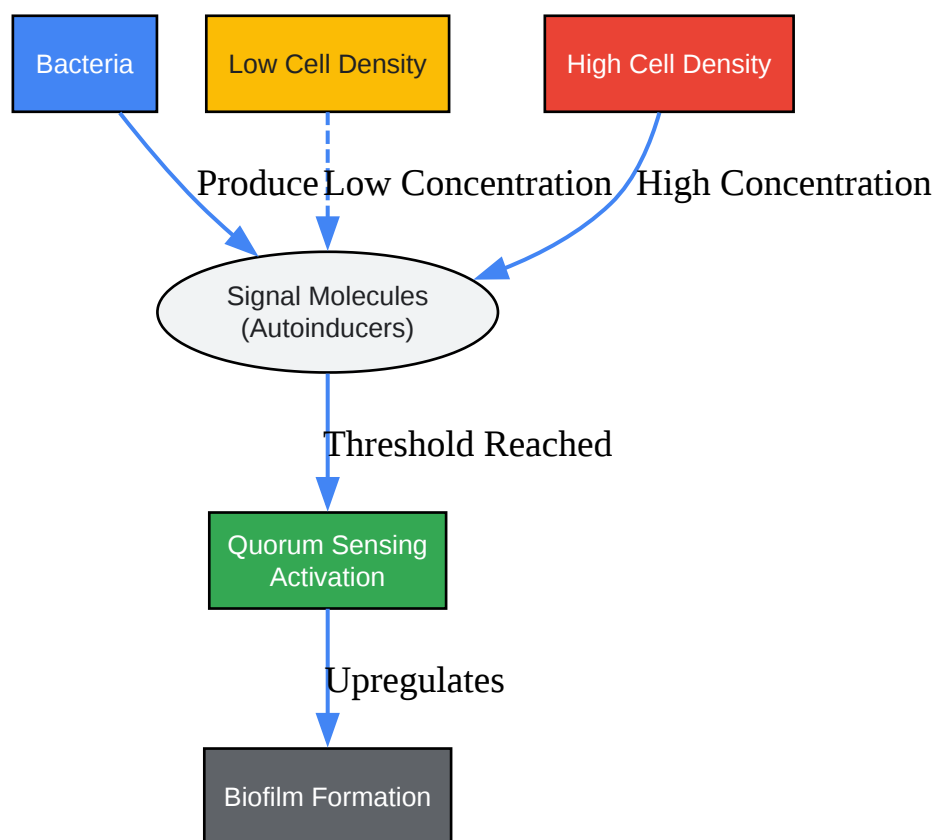 Bacteria
Low Cell Density
High Cell Density
Produce
Low Concentration
High Concentration
Signal Molecules
(Autoinducers)
Threshold Reached
Quorum Sensing
Activation
Upregulates
Biofilm Formation